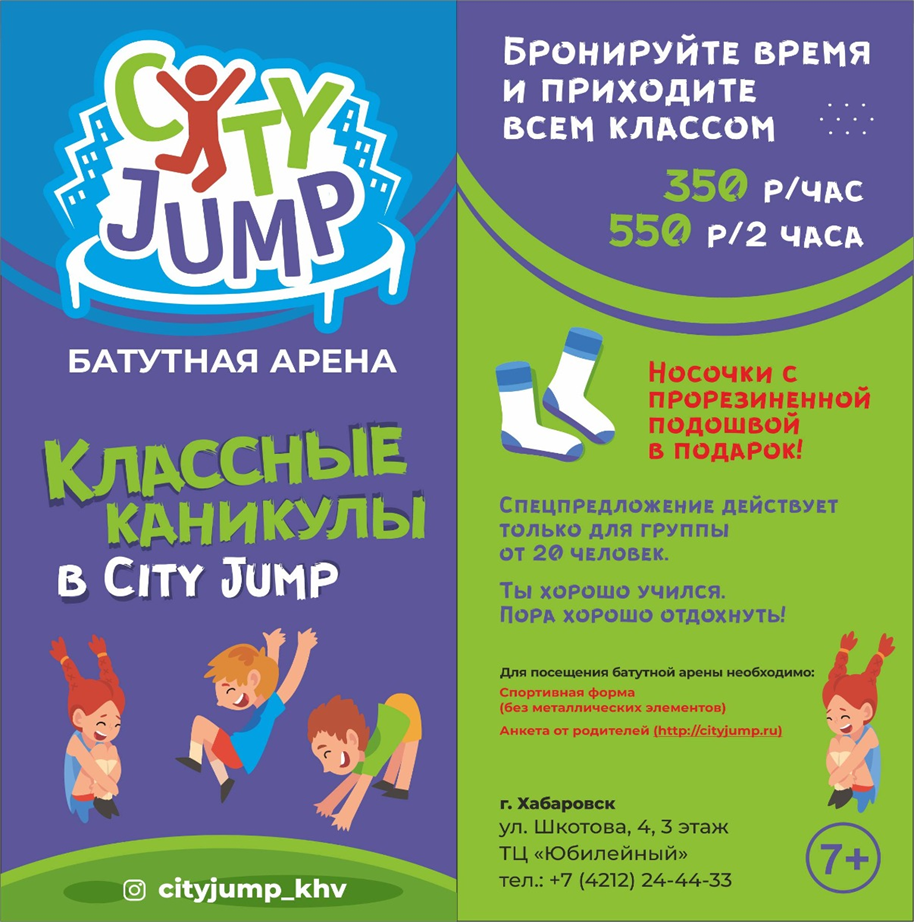 CITY
JUMP
БАТУТНАЯ АРЕНА
КЛАССНЫЕ
КАНИКУЛЫ
В CITY JUMP
cityjump_khv
БРОНИРУЙТЕ ВРЕМЯ
И ПРИХОДИТЕ
ВСЕМ КЛАССОМ
350 Р/ЧАС
550 Р/2 ЧАСА
НОСОЧКИ С
ПРОРЕЗИНЕННОЙ
ПОДОШВОЙ
В ПОДАРОК!
СПЕЦПРЕДЛОЖЕНИЕ ДЕЙСТВУЕТ
ТОЛЬКО ДЛЯ ГРУППЫ
ОТ 20 ЧЕЛОВЕК.
ТЫ ХОРОШО УЧИЛСЯ.
ПОРА ХОРОШО ОТДОХНУТЬ!
Для посещения батутной арены необходимо:
Спортивная форма
(без металлических элементов)
Анкета от родителей (http://cityjump.ru)
г. Хабаровск
ул. Шкотова, 4, 3 этаж
ТЦ «Юбилейный»
тел.: +7 (4212) 24-44-33
7+